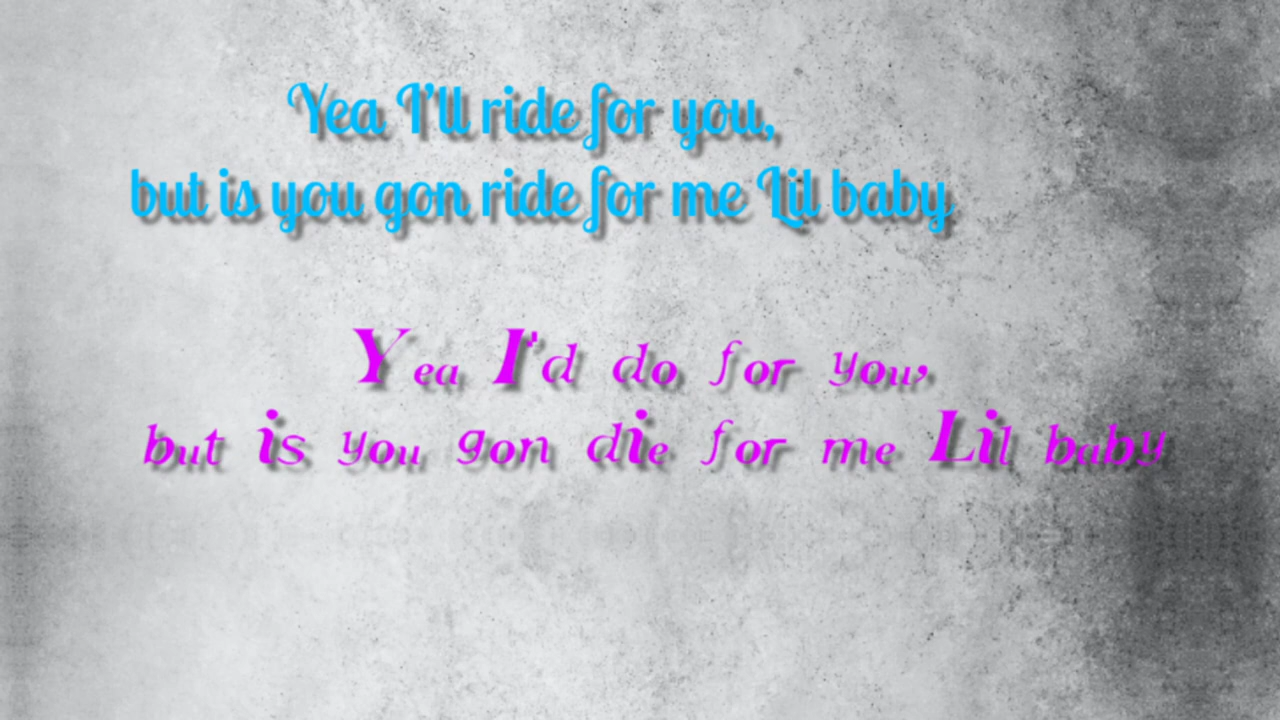 Yea I'll ride for you,
but is you gon ride for me Lil baby
Yea I'd do for you,
but is you gon die for me Lil baby